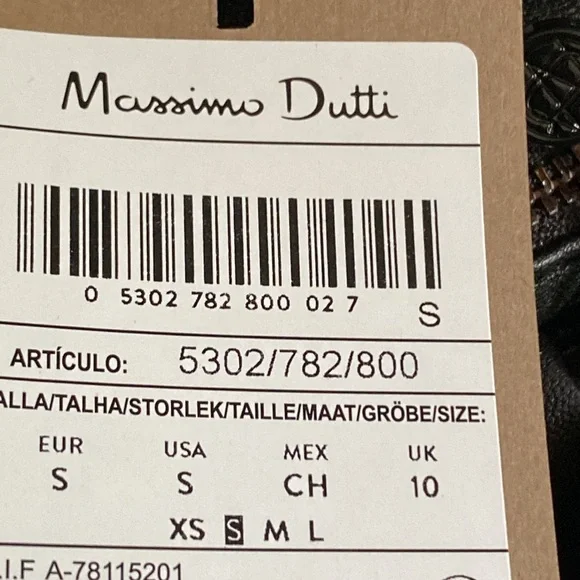 Massimo Dutti
0 5302 782 800 02 7 S
ARTÍCULO: 5302/782/800
ALLA/TALHA/STORLEK/TAILLE/MAAT/GRÖBE/SIZE:
EUR USA MEX UK
S S CH 10
XS S M L
.I.F A-78115201